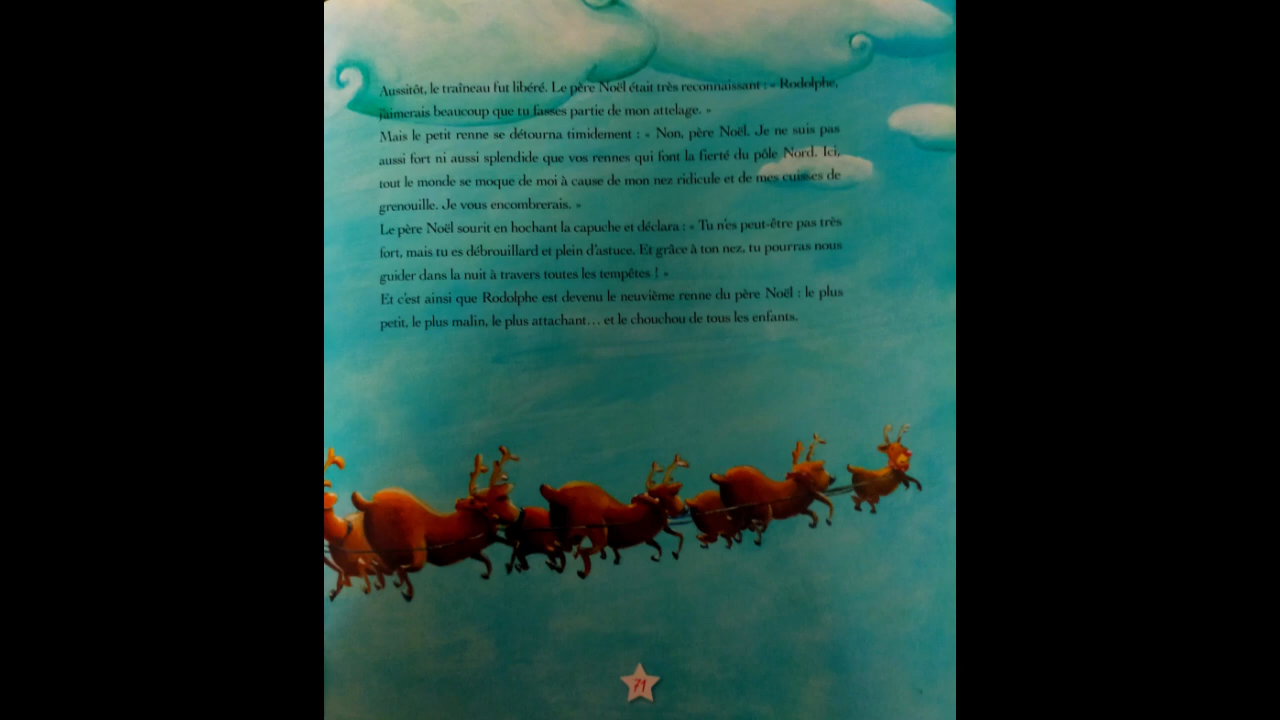 Aussitôt, le traîneau fut libéré. Le père Noël était très reconnaissant : « Rodolphe,
j'aimerais beaucoup que tu fasses partie de mon attelage. »
Mais le petit renne se détourna timidement : « Non, père Noël. Je ne suis pas
aussi fort ni aussi splendide que vos rennes qui font la fierté du pôle Nord. Ici,
tout le monde se moque de moi à cause de mon nez ridicule et de mes cuisses de
grenouille. Je vous encombrerais. »
Le père Noël sourit en hochant la capuche et déclara : « Tu n'es peut-être pas très
fort, mais tu es débrouillard et plein d'astuce. Et grâce à ton nez, tu pourras nous
guider dans la nuit à travers toutes les tempêtes ! »
Et c'est ainsi que Rodolphe est devenu le neuvième renne du père Noël : le plus
petit, le plus malin, le plus attachant… et le chouchou de tous les enfants.
71